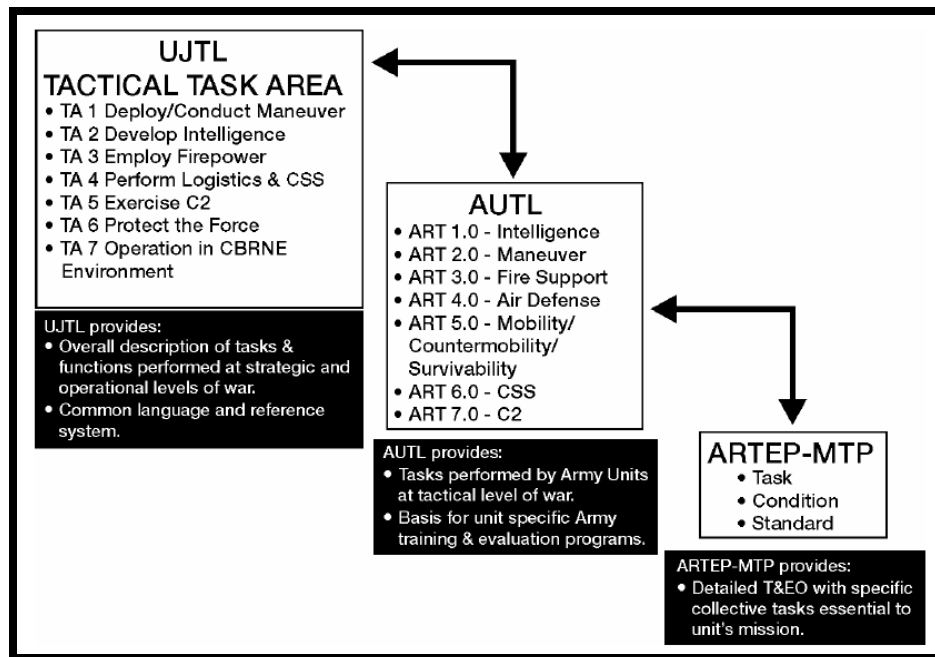 UJTL
TACTICAL TASK AREA
• TA 1 Deploy/Conduct Maneuver
• TA 2 Develop Intelligence
• TA 3 Employ Firepower
• TA 4 Perform Logistics & CSS
• TA 5 Exercise C2
• TA 6 Protect the Force
• TA 7 Operation in CBRNE
Environment
UJTL provides:
• Overall description of tasks &
functions performed at strategic and
operational levels of war.
• Common language and reference
system.
AUTL
• ART 1.0 - Intelligence
• ART 2.0 - Maneuver
• ART 3.0 - Fire Support
• ART 4.0 - Air Defense
• ART 5.0 - Mobility/
Countermobility/
Survivability
• ART 6.0 - CSS
• ART 7.0 - C2
AUTL provides:
• Tasks performed by Army Units
at tactical level of war.
• Basis for unit specific Army
training & evaluation programs.
ARTEP-MTP
• Task
• Condition
• Standard
ARTEP-MTP provides:
• Detailed T&EO with specific
collective tasks essential to
unit's mission.